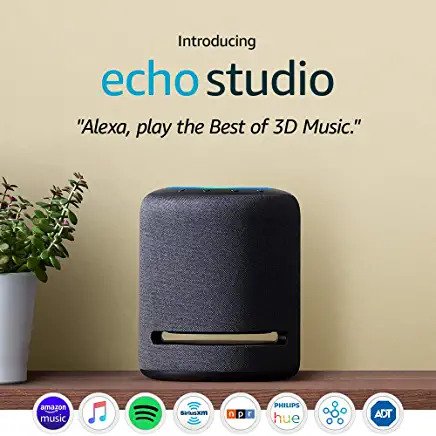 Introducing
echo studio
"Alexa, play the Best of 3D Music."
amazon
music
SiriusXM
npr
PHILIPS
hue
ADT